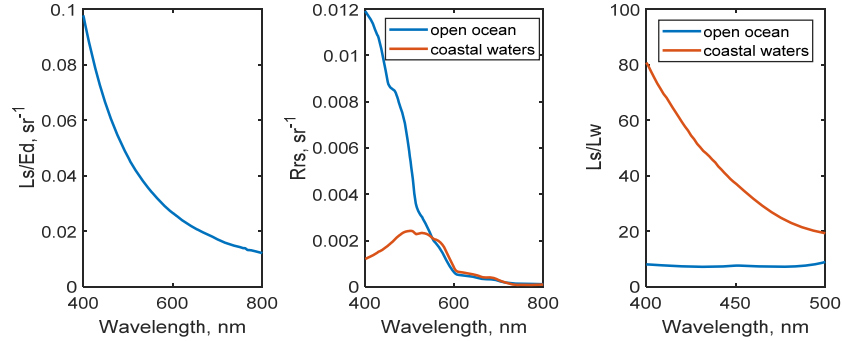 0.1
0.08
0.06
0.04
0.02
0
400
600
800
Wavelength, nm
Ls/Ed, sr-1
0.012
0.01
0.008
0.006
0.004
0.002
0
400
600
800
Wavelength, nm
Rrs, sr-1
open ocean
coastal waters
100
80
60
40
20
0
400
450
500
Wavelength, nm
Ls/Lw
open ocean
coastal waters